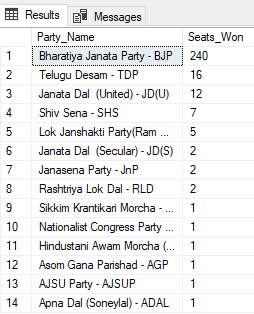 Results Messages
Party_Name Seats_Won
1 Bharatiya Janata Party - BJP 240
2 Telugu Desam - TDP 16
3 Janata Dal (United) - JD(U) 12
4 Shiv Sena - SHS 7
5 Lok Janshakti Party(Ram ... 5
6 Janata Dal (Secular) - JD(S) 2
7 Janasena Party - JnP 2
8 Rashtriya Lok Dal - RLD 2
9 Sikkim Krantikari Morcha - ... 1
10 Nationalist Congress Party ... 1
11 Hindustani Awam Morcha (... 1
12 Asom Gana Parishad - AGP 1
13 AJSU Party - AJSUP 1
14 Apna Dal (Soneylal) - ADAL 1